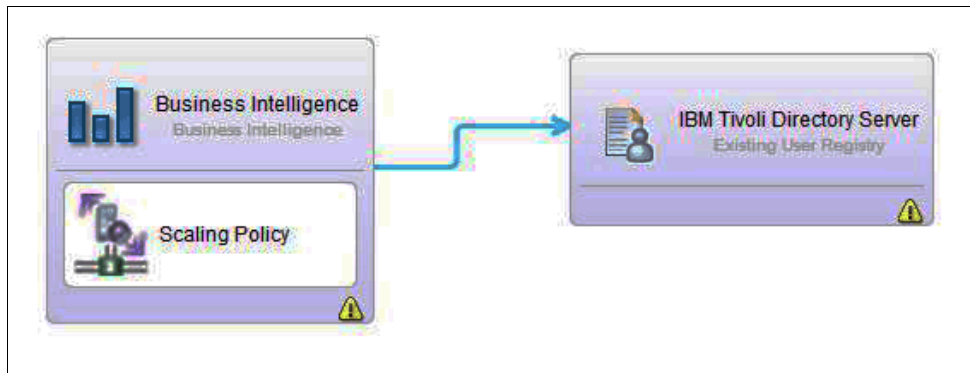 Business Intelligence
Business Intelligence
Scaling Policy
IBM Tivoli Directory Server
Existing User Registry